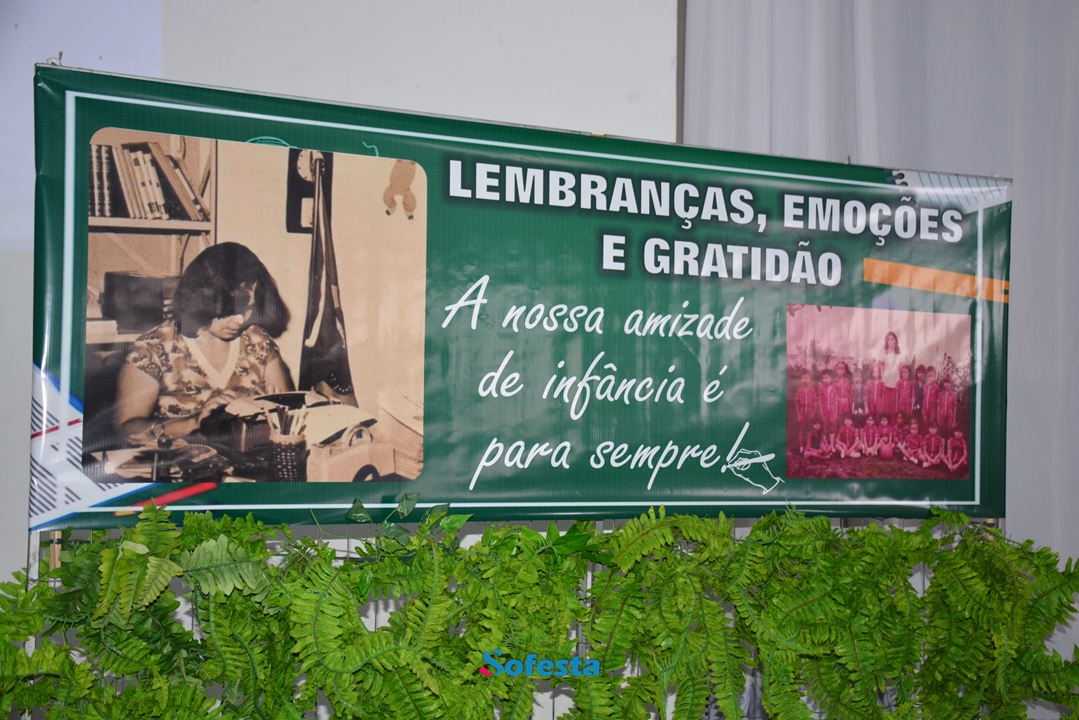 LEMBRANÇAS, EMOÇÕES
E GRATIDÃO
A nossa amizade
de infância é
para sempre!
Sofesta